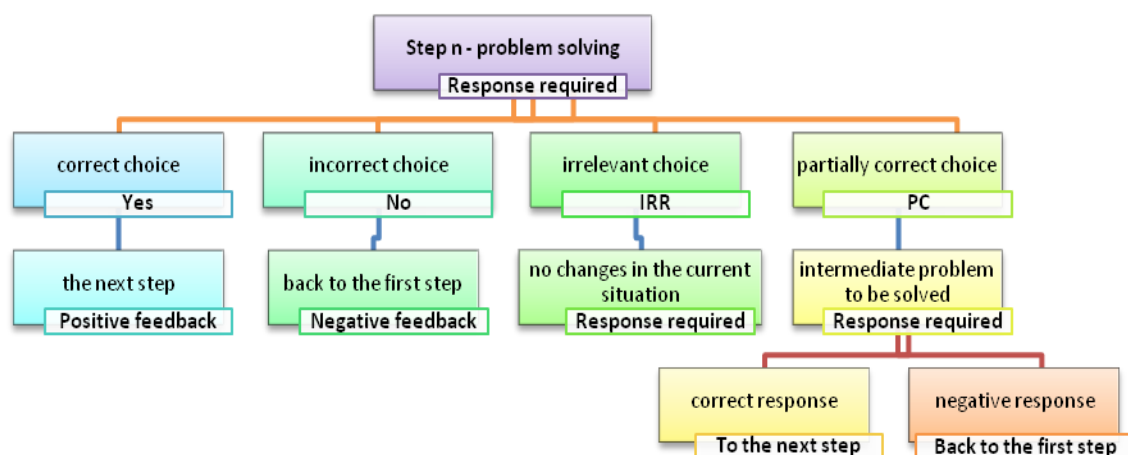 Step n - problem solving
Response required
correct choice
Yes
incorrect choice
No
irrelevant choice
IRR
partially correct choice
PC
the next step
Positive feedback
back to the first step
Negative feedback
no changes in the current
situation
Response required
intermediate problem
to be solved
Response required
correct response
To the next step
negative response
Back to the first step